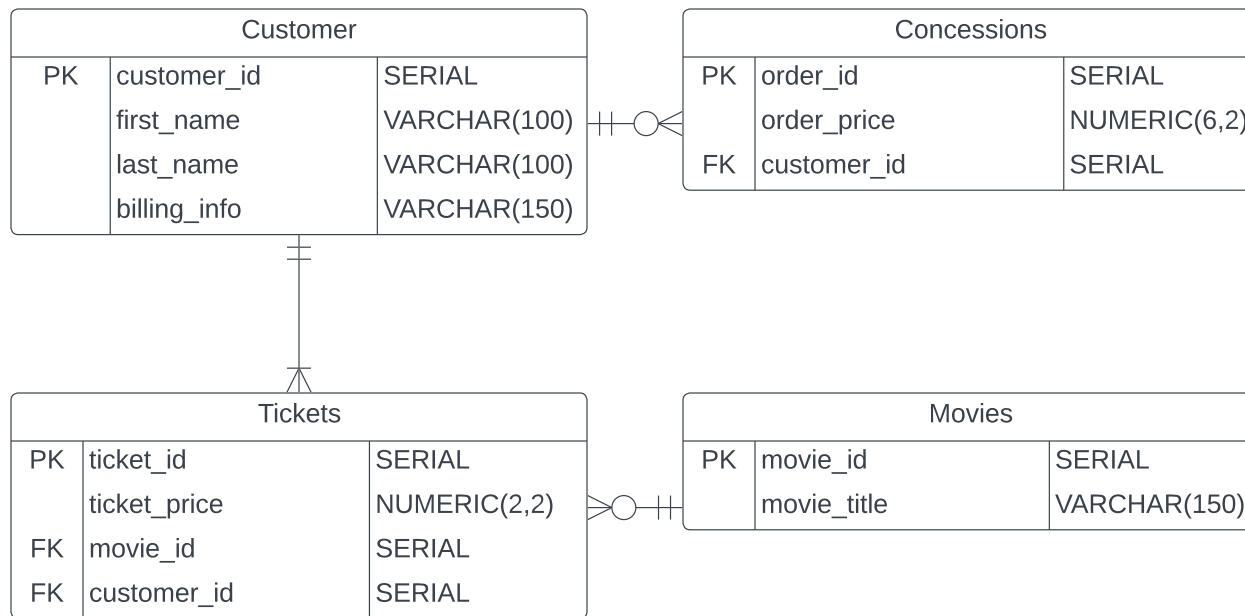 Customer
PK customer_id SERIAL
first_name VARCHAR(100)
last_name VARCHAR(100)
billing_info VARCHAR(150)
Concessions
PK order_id SERIAL
order_price NUMERIC(6,2)
FK customer_id SERIAL
Tickets
PK ticket_id SERIAL
ticket_price NUMERIC(2,2)
FK movie_id SERIAL
FK customer_id SERIAL
Movies
PK movie_id SERIAL
movie_title VARCHAR(150)